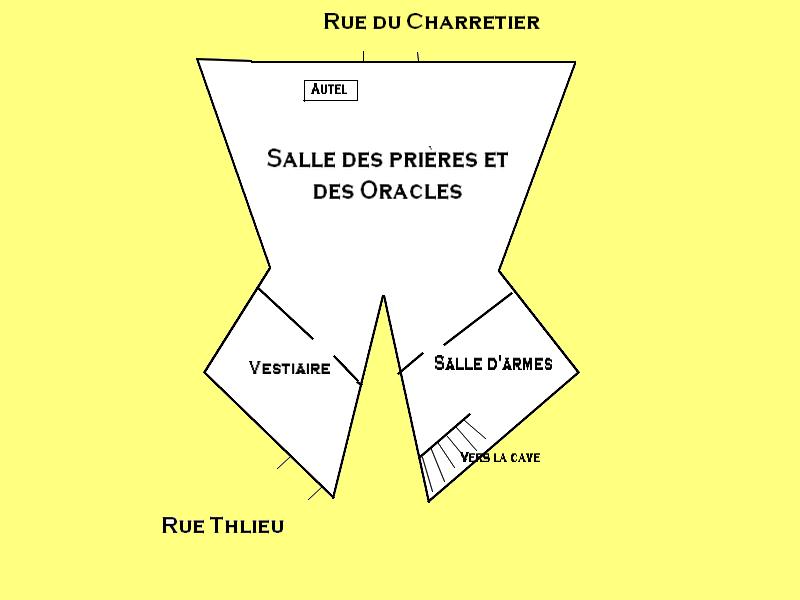 Rue du Charretier
Autel
Salle des prières et
des Oracles
Vestiaire
Salle d'armes
Vers la cave
Rue Thlieu